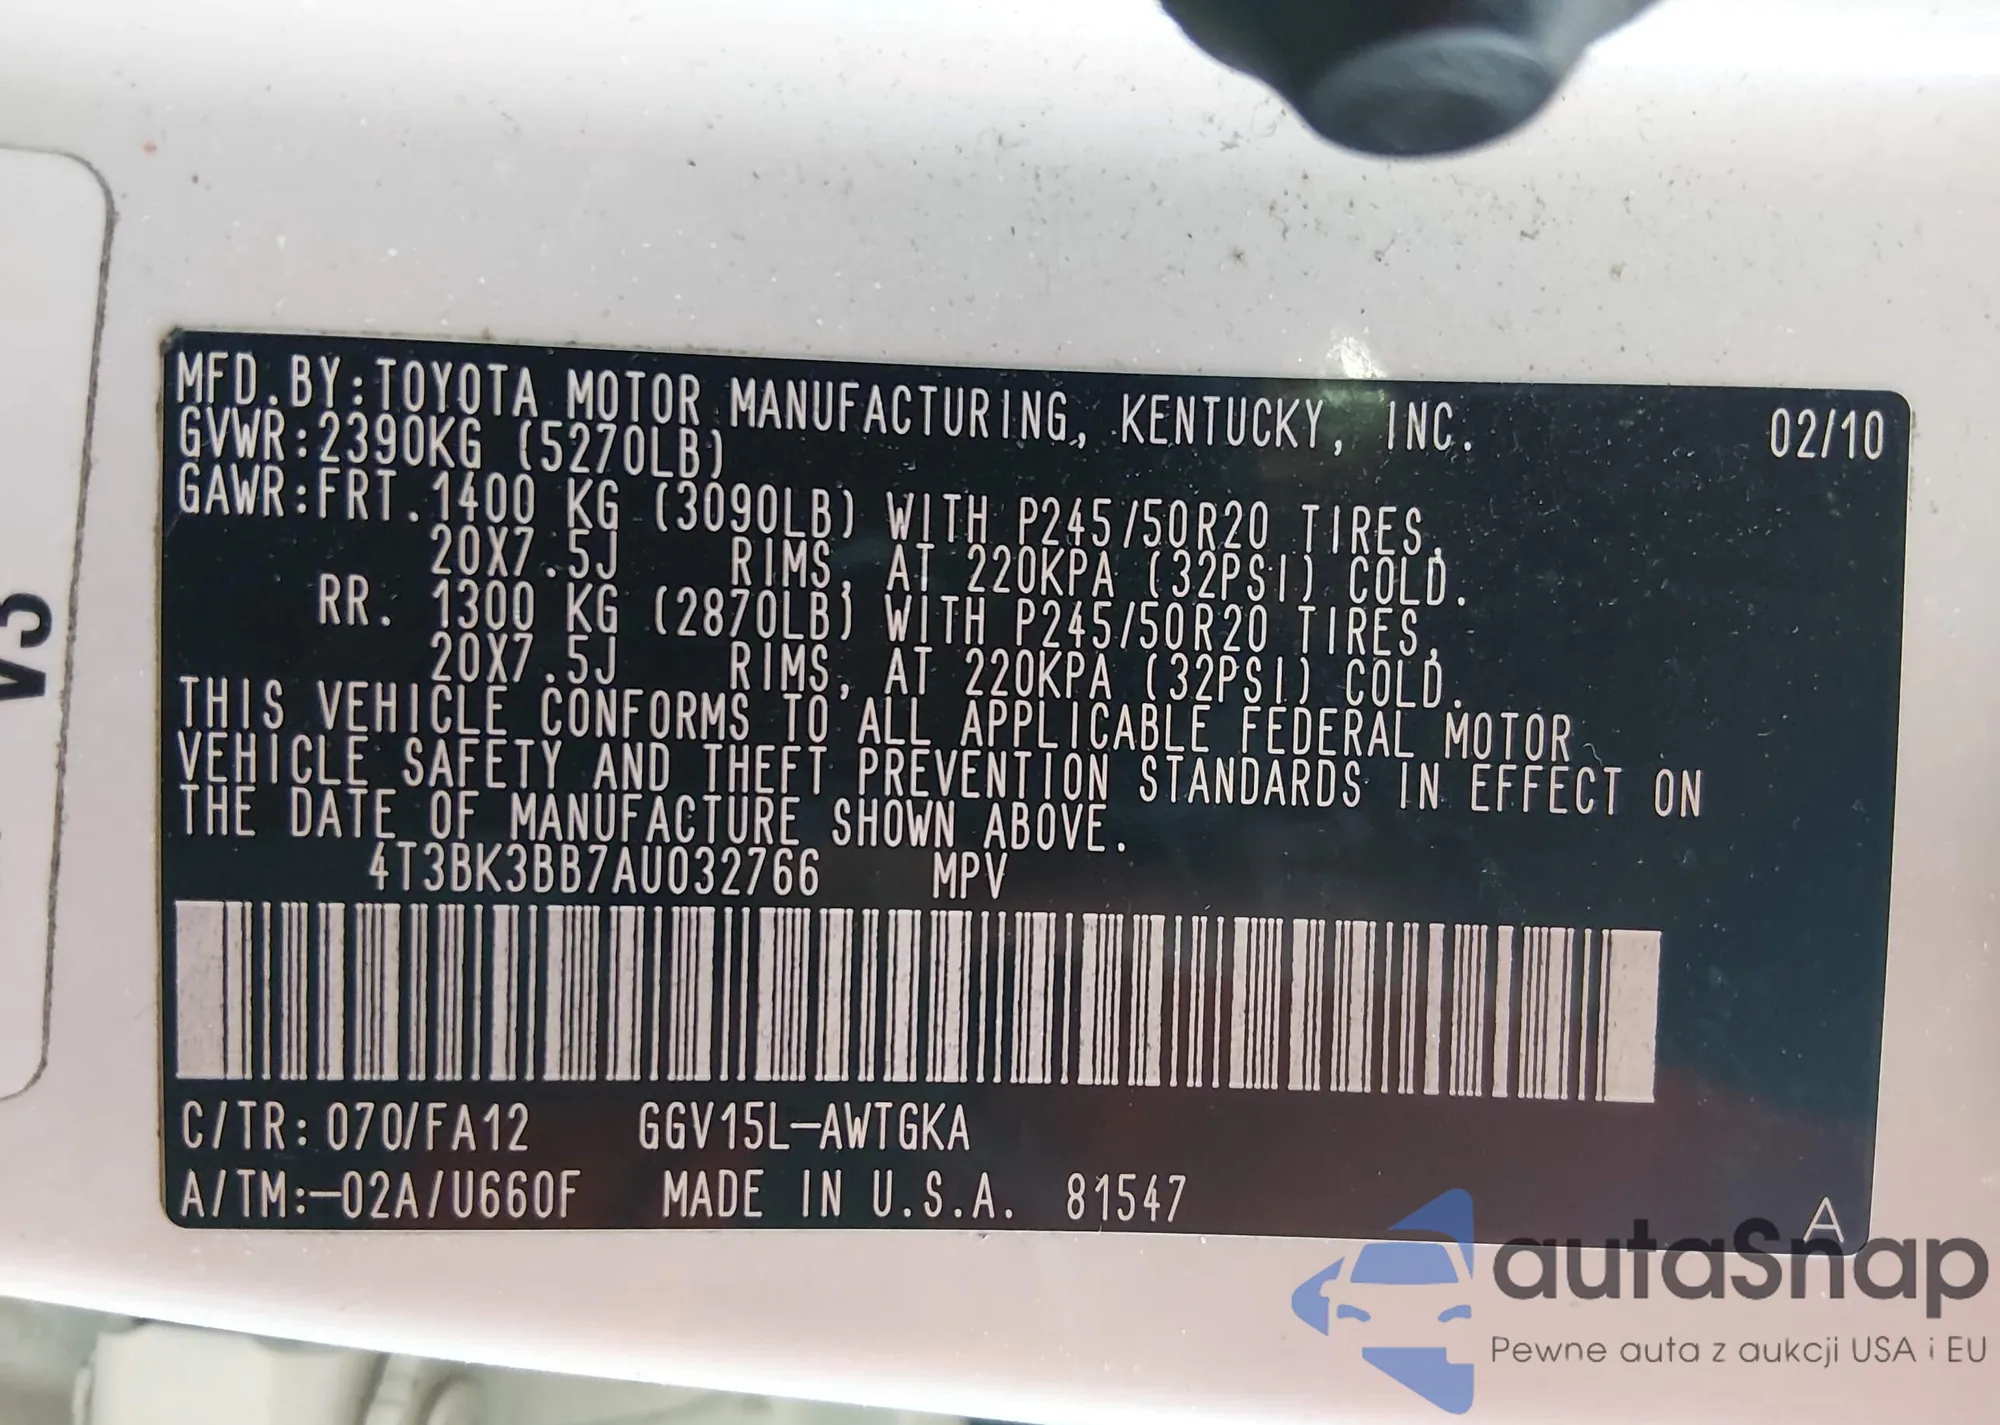 V3
MFD.BY:TOYOTA MOTOR MANUFACTURING, KENTUCKY, INC. 02/10
GVWR:2390KG (5270LB)
GAWR:FRT.1400 KG (3090LB) WITH P245/50R20 TIRES,
20X7.5J RIMS, AT 220KPA (32PSI) COLD.
RR. 1300 KG (2870LB) WITH P245/50R20 TIRES,
20X7.5J RIMS, AT 220KPA (32PSI) COLD.
THIS VEHICLE CONFORMS TO ALL APPLICABLE FEDERAL MOTOR
VEHICLE SAFETY AND THEFT PREVENTION STANDARDS IN EFFECT ON
THE DATE OF MANUFACTURE SHOWN ABOVE.
4T3BK3BB7AU032766 MPV
C/TR:070/FA12 GGV15L-AWTGKA
A/TM:-02A/U660F MADE IN U.S.A. 81547 A
autaSnap
Pewne auta z aukcji USA i EU